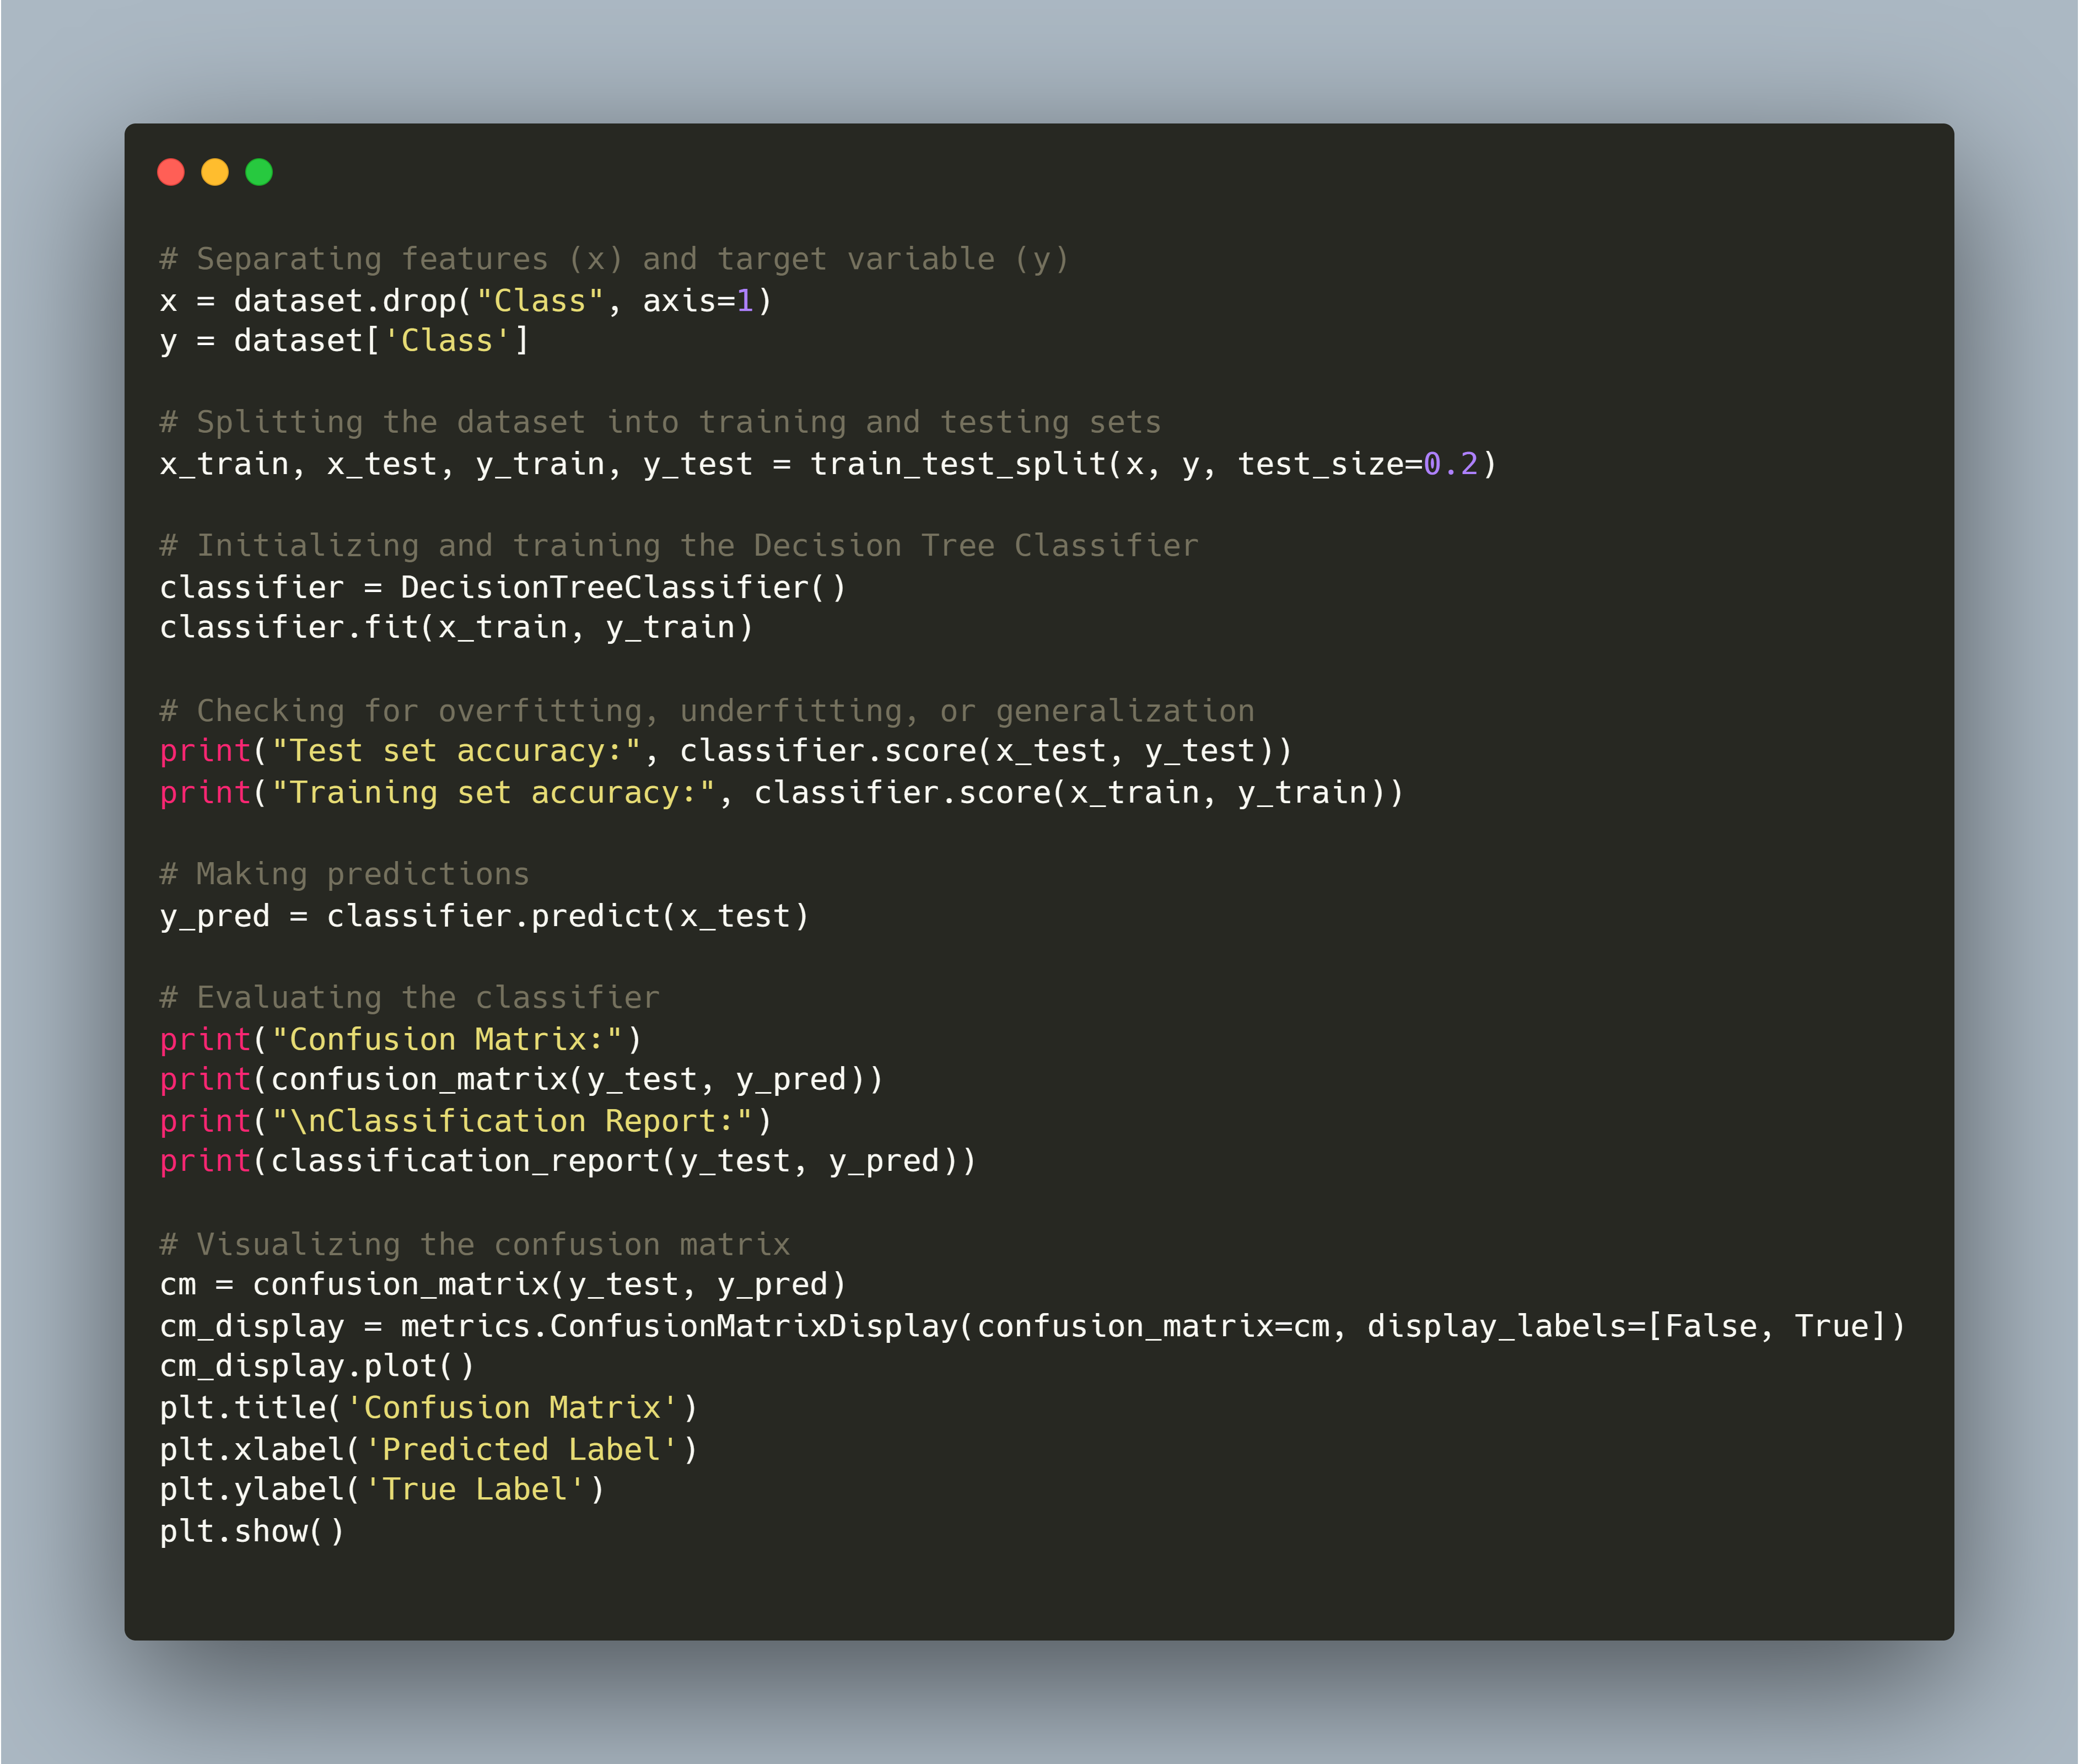 # Separating features (x) and target variable (y)
x = dataset.drop("Class", axis=1)
y = dataset['Class']
# Splitting the dataset into training and testing sets
x_train, x_test, y_train, y_test = train_test_split(x, y, test_size=0.2)
# Initializing and training the Decision Tree Classifier
classifier = DecisionTreeClassifier()
classifier.fit(x_train, y_train)
# Checking for overfitting, underfitting, or generalization
print("Test set accuracy:", classifier.score(x_test, y_test))
print("Training set accuracy:", classifier.score(x_train, y_train))
# Making predictions
y_pred = classifier.predict(x_test)
# Evaluating the classifier
print("Confusion Matrix:")
print(confusion_matrix(y_test, y_pred))
print("\nClassification Report:")
print(classification_report(y_test, y_pred))
# Visualizing the confusion matrix
cm = confusion_matrix(y_test, y_pred)
cm_display = metrics.ConfusionMatrixDisplay(confusion_matrix=cm, display_labels=[False, True])
cm_display.plot()
plt.title('Confusion Matrix')
plt.xlabel('Predicted Label')
plt.ylabel('True Label')
plt.show()